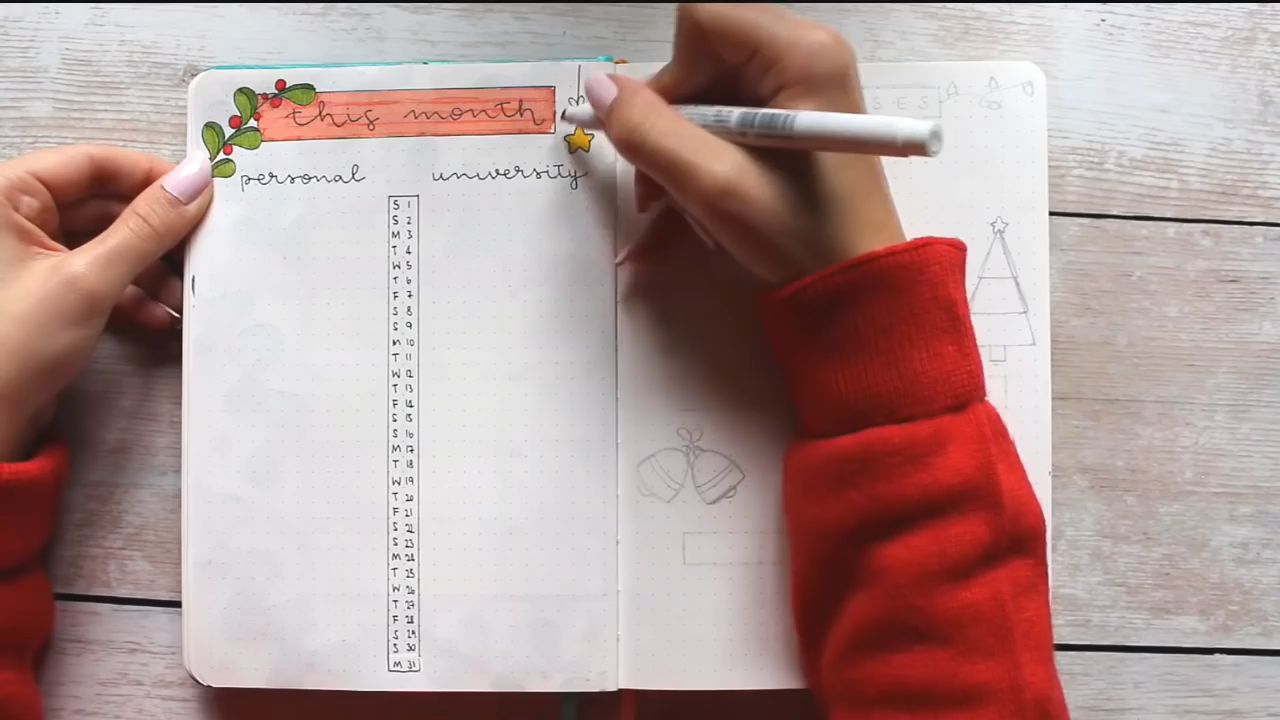 this month
personal university
S 1
S 2
M 3
T 4
W 5
T 6
F 7
S 8
S 9
M 10
T 11
W 12
T 13
F 14
S 15
S 16
M 17
T 18
W 19
T 20
F 21
S 22
S 23
M 24
T 25
W 26
T 27
F 28
S 29
S 30
M 31
S E S